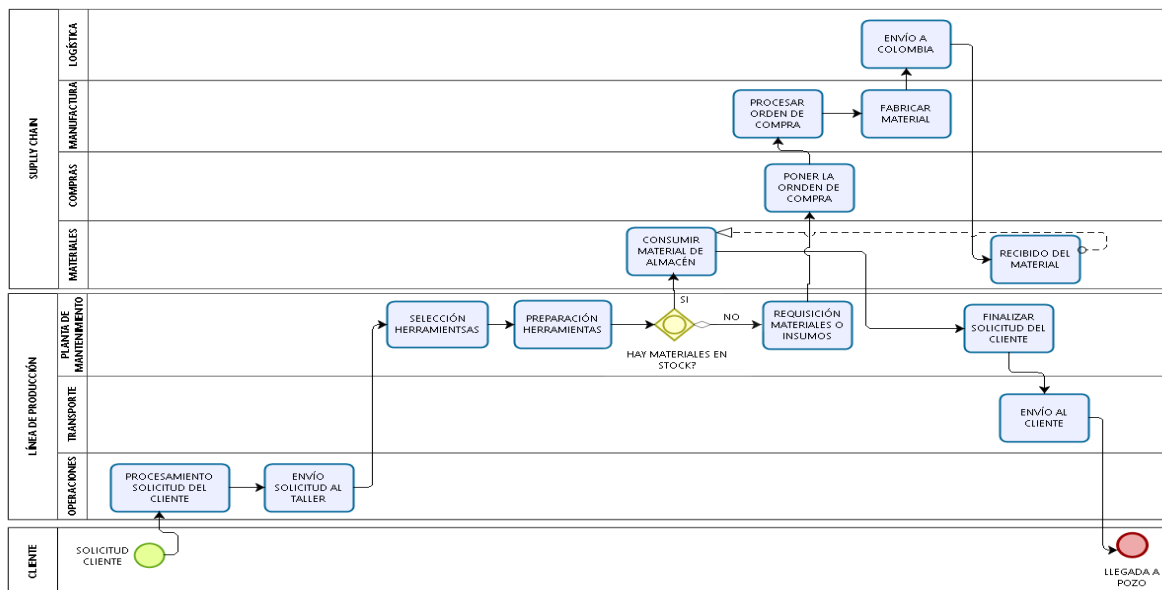 SUPLLY CHAIN
LOGÍSTICA
ENVÍO A
COLOMBIA
MANUFACTURA
PROCESAR
ORDEN DE
COMPRA
FABRICAR
MATERIAL
COMPRAS
PONER LA
ORNDEN DE
COMPRA
MATERIALES
CONSUMIR
MATERIAL DE
ALMACÉN
RECIBIDO DEL
MATERIAL
LÍNEA DE PRODUCCIÓN
PLANTA DE
MANTENIMIENTO
SELECCIÓN
HERRAMIENTSAS
PREPARACIÓN
HERRAMIENTAS
SI
HAY MATERIALES EN
STOCK?
NO
REQUISICIÓN
MATERIALES O
INSUMOS
FINALIZAR
SOLICITUD DEL
CLIENTE
TRANSPORTE
ENVÍO AL
CLIENTE
OPERACIONES
PROCESAMIENTO
SOLICITUD DEL
CLIENTE
ENVÍO
SOLICITUD AL
TALLER
CLIENTE
SOLICITUD
CLIENTE
LLEGADA A
POZO